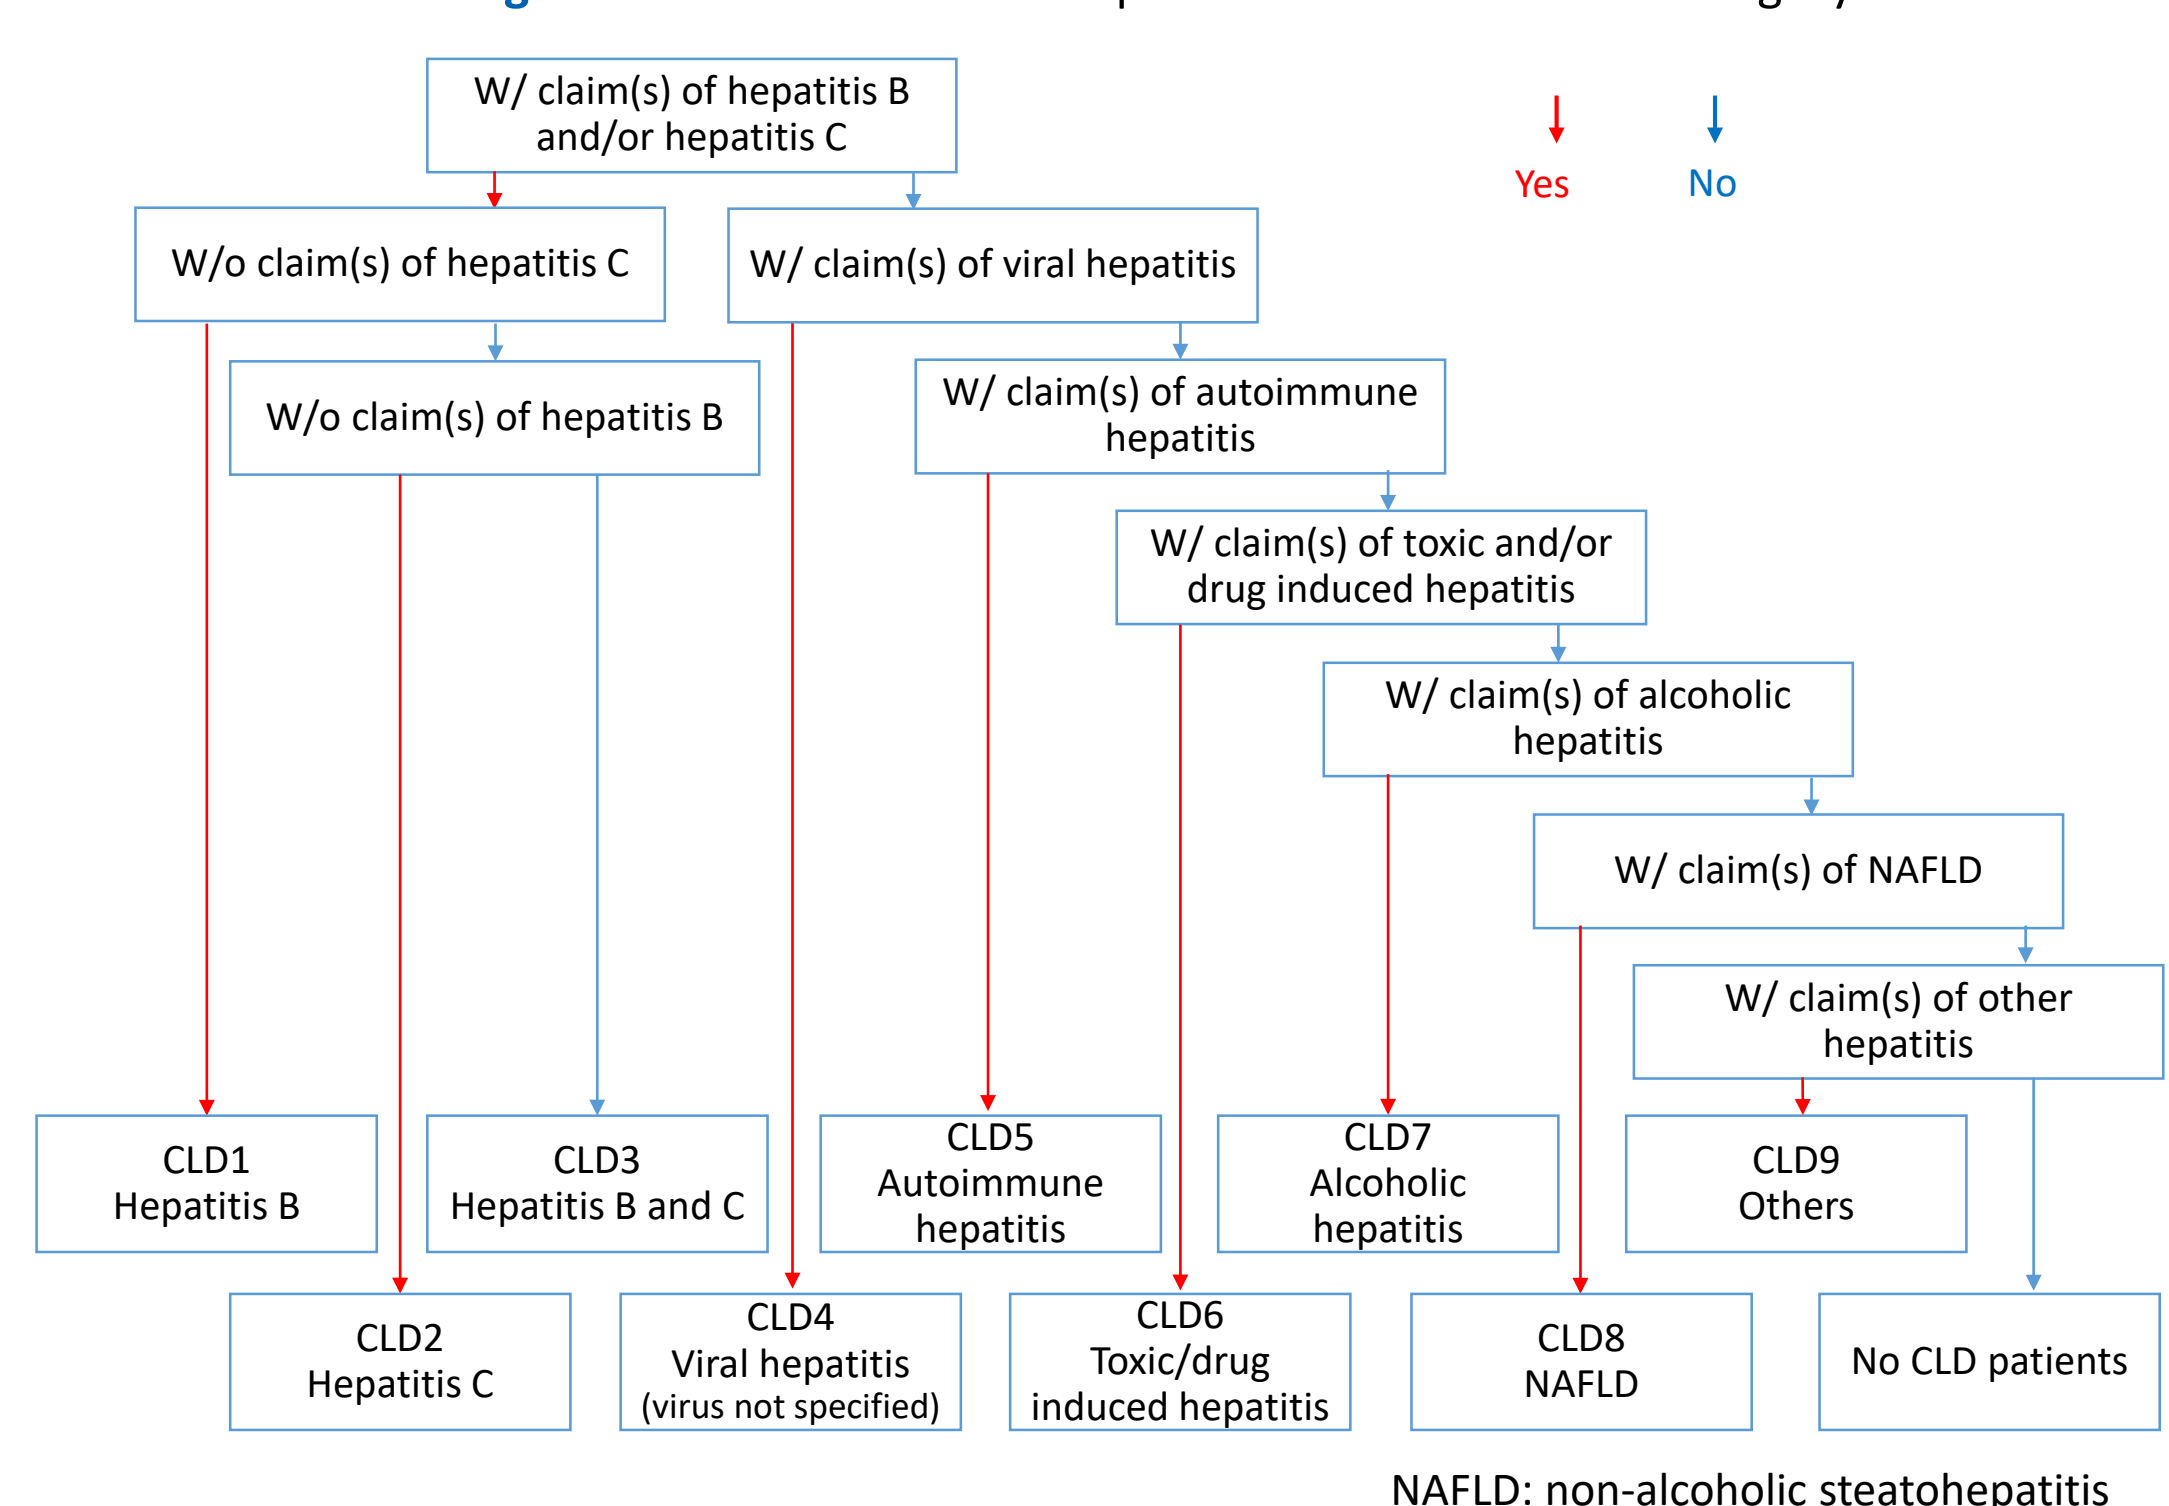 W/ claim(s) of hepatitis B
and/or hepatitis C
Yes
No
W/o claim(s) of hepatitis C
W/ claim(s) of viral hepatitis
W/o claim(s) of hepatitis B
W/ claim(s) of autoimmune
hepatitis
W/ claim(s) of toxic and/or
drug induced hepatitis
W/ claim(s) of alcoholic
hepatitis
W/ claim(s) of NAFLD
W/ claim(s) of other
hepatitis
CLD1
Hepatitis B
CLD3
Hepatitis B and C
CLD5
Autoimmune
hepatitis
CLD7
Alcoholic
hepatitis
CLD9
Others
CLD2
Hepatitis C
CLD4
Viral hepatitis
(virus not specified)
CLD6
Toxic/drug
induced hepatitis
CLD8
NAFLD
No CLD patients
NAFLD: non-alcoholic steatohepatitis